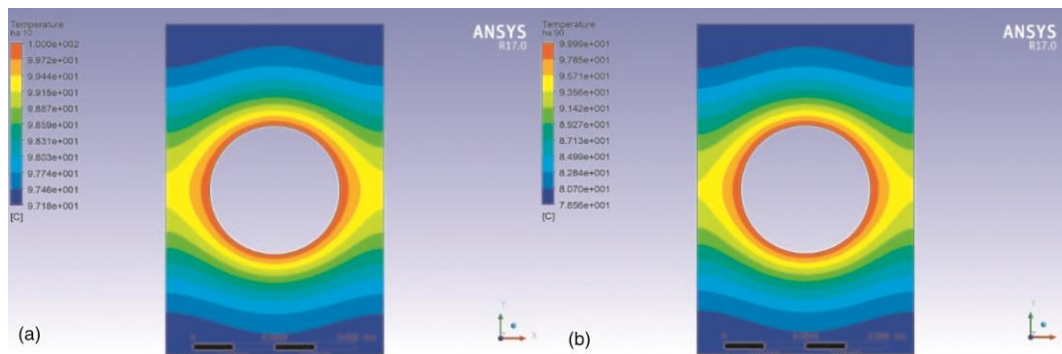 Temperature
ha 10
1.000e+002
9.972e+001
9.944e+001
9.915e+001
9.887e+001
9.859e+001
9.831e+001
9.803e+001
9.774e+001
9.746e+001
9.718e+001
[C]
ANSYS
R17.0
Y
X
(a)
Temperature
ha 90
9.999e+001
9.785e+001
9.571e+001
9.356e+001
9.142e+001
8.927e+001
8.713e+001
8.499e+001
8.284e+001
8.070e+001
7.856e+001
[C]
ANSYS
R17.0
(b)